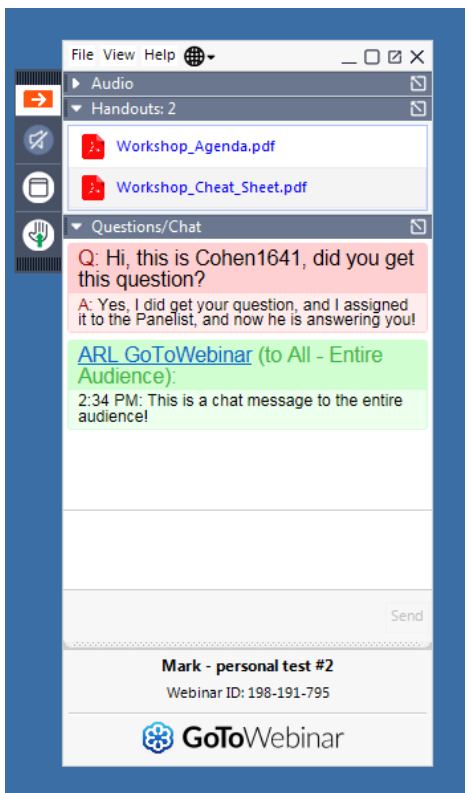 File View Help
Audio
Handouts: 2
Workshop_Agenda.pdf
Workshop_Cheat_Sheet.pdf
Questions/Chat
Q: Hi, this is Cohen1641, did you get
this question?
A: Yes, I did get your question, and I assigned
it to the Panelist, and now he is answering you!
ARL GoToWebinar (to All - Entire
Audience):
2:34 PM: This is a chat message to the entire
audience!
Send
Mark - personal test #2
Webinar ID: 198-191-795
GoToWebinar